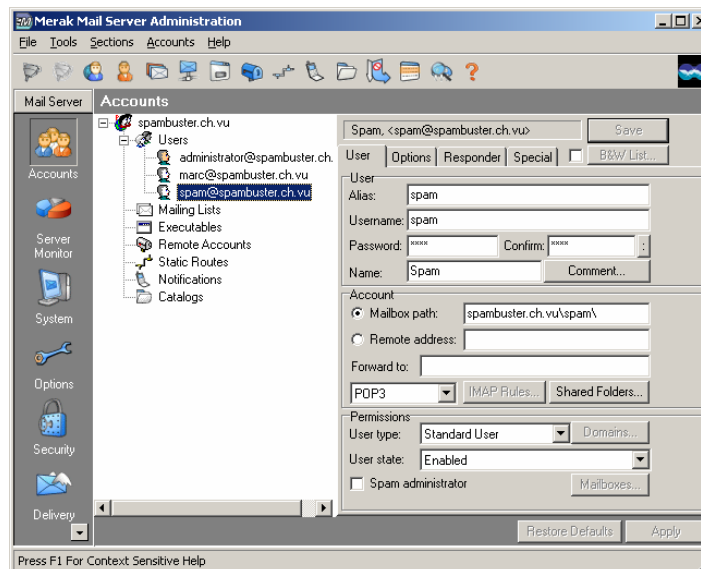 Merak Mail Server Administration
File Tools Sections Accounts Help
Mail Server
Accounts
Accounts
Server Monitor
System
Options
Security
Delivery
spambuster.ch.vu
Users
administrator@spambuster.ch.
marc@spambuster.ch.vu
spam@spambuster.ch.vu
Mailing Lists
Executables
Remote Accounts
Static Routes
Notifications
Catalogs
Spam, <spam@spambuster.ch.vu> Save
User Options Responder Special B&W List...
User
Alias: spam
Username: spam
Password: **** Confirm: **** :
Name: Spam Comment...
Account
Mailbox path: spambuster.ch.vu\spam\
Remote address:
Forward to:
POP3 IMAP Rules... Shared Folders...
Permissions
User type: Standard User Domains...
User state: Enabled
Spam administrator Mailboxes...
Restore Defaults Apply
Press F1 For Context Sensitive Help